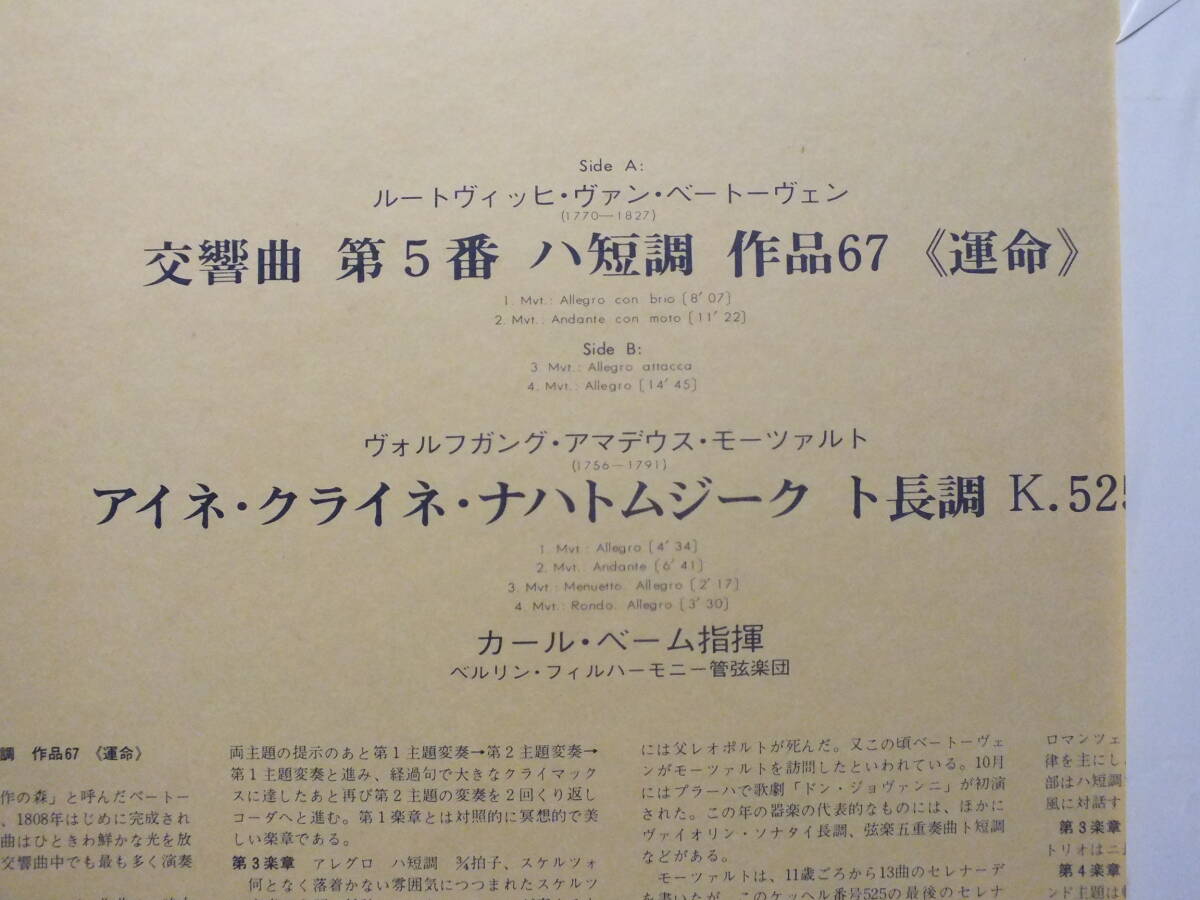 Side A:
ルートヴィッヒ・ヴァン・ベートーヴェン
(1770—1827)
交響曲 第5番 ハ短調 作品67 《運命》
1. Mvt.: Allegro con brio (8′07)
2. Mvt.: Andante con moto (11′22)
Side B:
3. Mvt.: Allegro attacca
4. Mvt.: Allegro (14′45)
ヴォルフガング・アマデウス・モーツァルト
(1756—1791)
アイネ・クライネ・ナハトムジーク ト長調 K.525
1. Mvt.: Allegro (4′34)
2. Mvt.: Andante (6′41)
3. Mvt.: Menuetto. Allegro (2′17)
4. Mvt.: Rondo. Allegro (3′30)
カール・ベーム指揮
ベルリン・フィルハーモニー管弦楽団
調 作品67 《運命》
作の森」と呼んだベートー
、1808年はじめに完成され
曲はひときわ鮮かな光を放
交響曲中でも最も多く演奏
両主題の提示のあと第1主題変奏→第2主題変奏→
第1主題変奏と進み、経過句で大きなクライマック
スに達したあと再び第2主題の変奏を2回くり返し
コーダへと進む。第1楽章とは対照的に冥想的で美
しい楽章である。
第3楽章 アレグロ ハ短調 ¾拍子、スケルツォ
何となく落着かない雰囲気につつまれたスケルツ
には父レオポルトが死んだ。又この頃ベートーヴェ
ンがモーツァルトを訪問したといわれている。10月
にはプラーハで歌劇「ドン・ジョヴァンニ」が初演
された。この年の器楽の代表的なものには、ほかに
ヴァイオリン・ソナタイ長調、弦楽五重奏曲ト短調
などがある。
モーツァルトは、11歳ごろから13曲のセレナーデ
を書いたが、このケッヘル番号525の最後のセレナ
ロマンツェ
律を主にし
部はハ短調
風に対話す
第3楽章
トリオはニ
第4楽章
ンド主題は